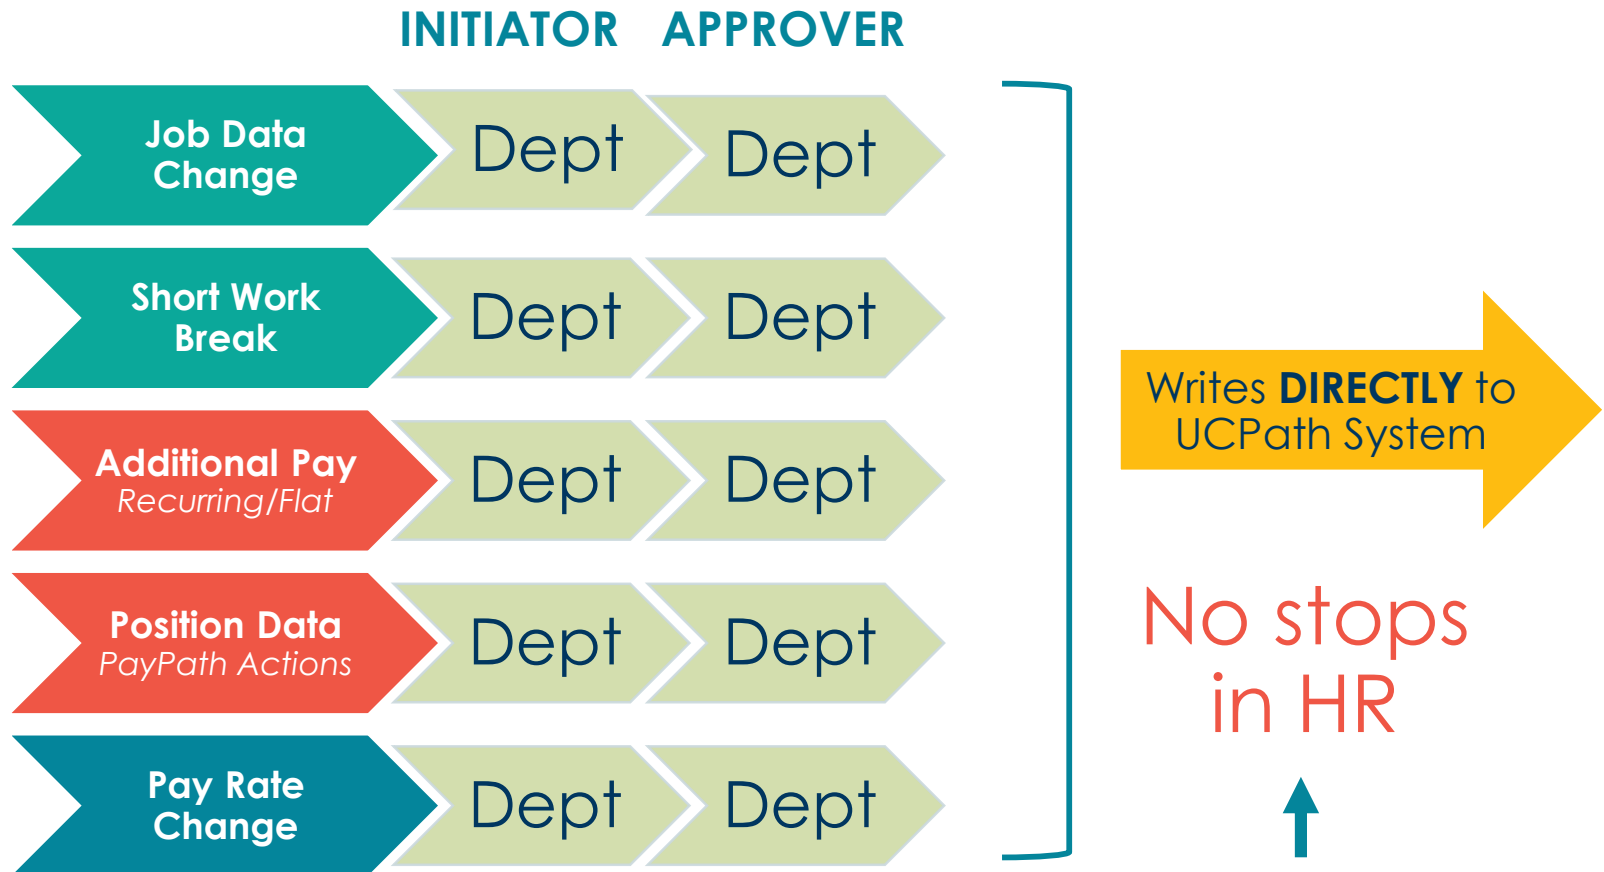 INITIATOR APPROVER
Job Data
Change
Dept
Dept
Short Work
Break
Dept
Dept
Additional Pay
Recurring/Flat
Dept
Dept
Position Data
PayPath Actions
Dept
Dept
Pay Rate
Change
Dept
Dept
Writes DIRECTLY to
UCPath System
No stops
in HR